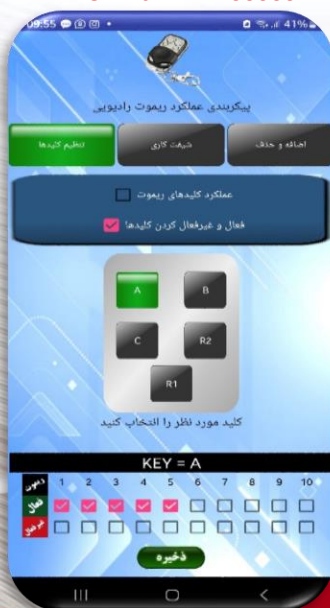 09:55 41%
پیکربندی عملکرد ریموت رادیویی
اضافه و حذف شیفت کاری تنظیم کلیدها
عملکرد کلیدهای ریموت
فعال و غیرفعال کردن کلیدها
A B
C R2
R1
کلید مورد نظر را انتخاب کنید
KEY = A
ریموت 1 2 3 4 5 6 7 8 9 10
فعال
غیرفعال
ذخیره